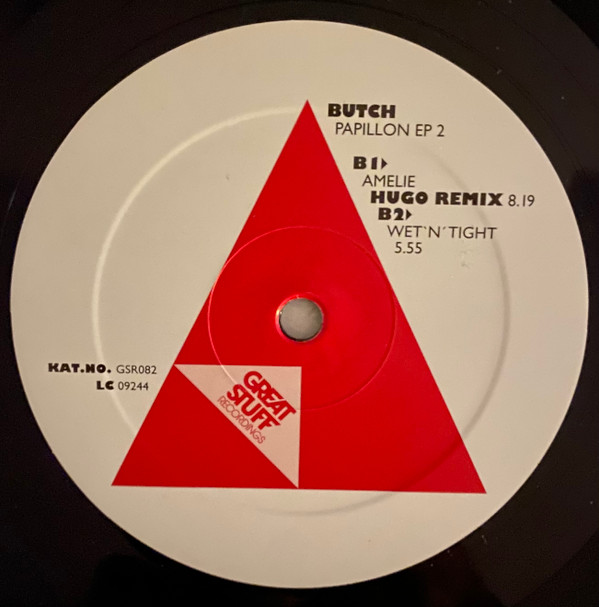 BUTCH
PAPILLON EP 2
B1
AMELIE
HUGO REMIX 8.19
B2
WET`N´TIGHT
5.55
KAT.NO. GSR082
LC 09244
GREAT
STUFF
RECORDINGS